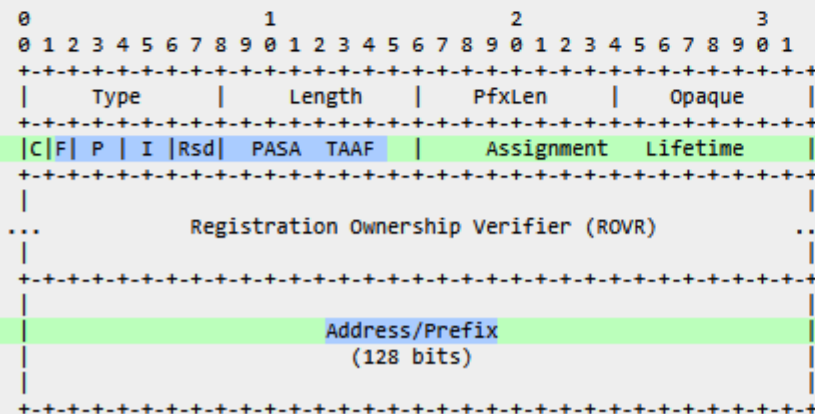 0                   1                   2                   3
 0 1 2 3 4 5 6 7 8 9 0 1 2 3 4 5 6 7 8 9 0 1 2 3 4 5 6 7 8 9 0 1
+-+-+-+-+-+-+-+-+-+-+-+-+-+-+-+-+-+-+-+-+-+-+-+-+-+-+-+-+-+-+-+-+
|     Type      |     Length    |    PfxLen     |    Opaque     |
+-+-+-+-+-+-+-+-+-+-+-+-+-+-+-+-+-+-+-+-+-+-+-+-+-+-+-+-+-+-+-+-+
|C|F| P | I |Rsd|  PASA  TAAF   |     Assignment   Lifetime     |
+-+-+-+-+-+-+-+-+-+-+-+-+-+-+-+-+-+-+-+-+-+-+-+-+-+-+-+-+-+-+-+-+
|                                                               |
...            Registration Ownership Verifier (ROVR)           ..
|                                                               |
+-+-+-+-+-+-+-+-+-+-+-+-+-+-+-+-+-+-+-+-+-+-+-+-+-+-+-+-+-+-+-+-+
|                                                               |
|                        Address/Prefix                         |
|                          (128 bits)                           |
|                                                               |
+-+-+-+-+-+-+-+-+-+-+-+-+-+-+-+-+-+-+-+-+-+-+-+-+-+-+-+-+-+-+-+-+